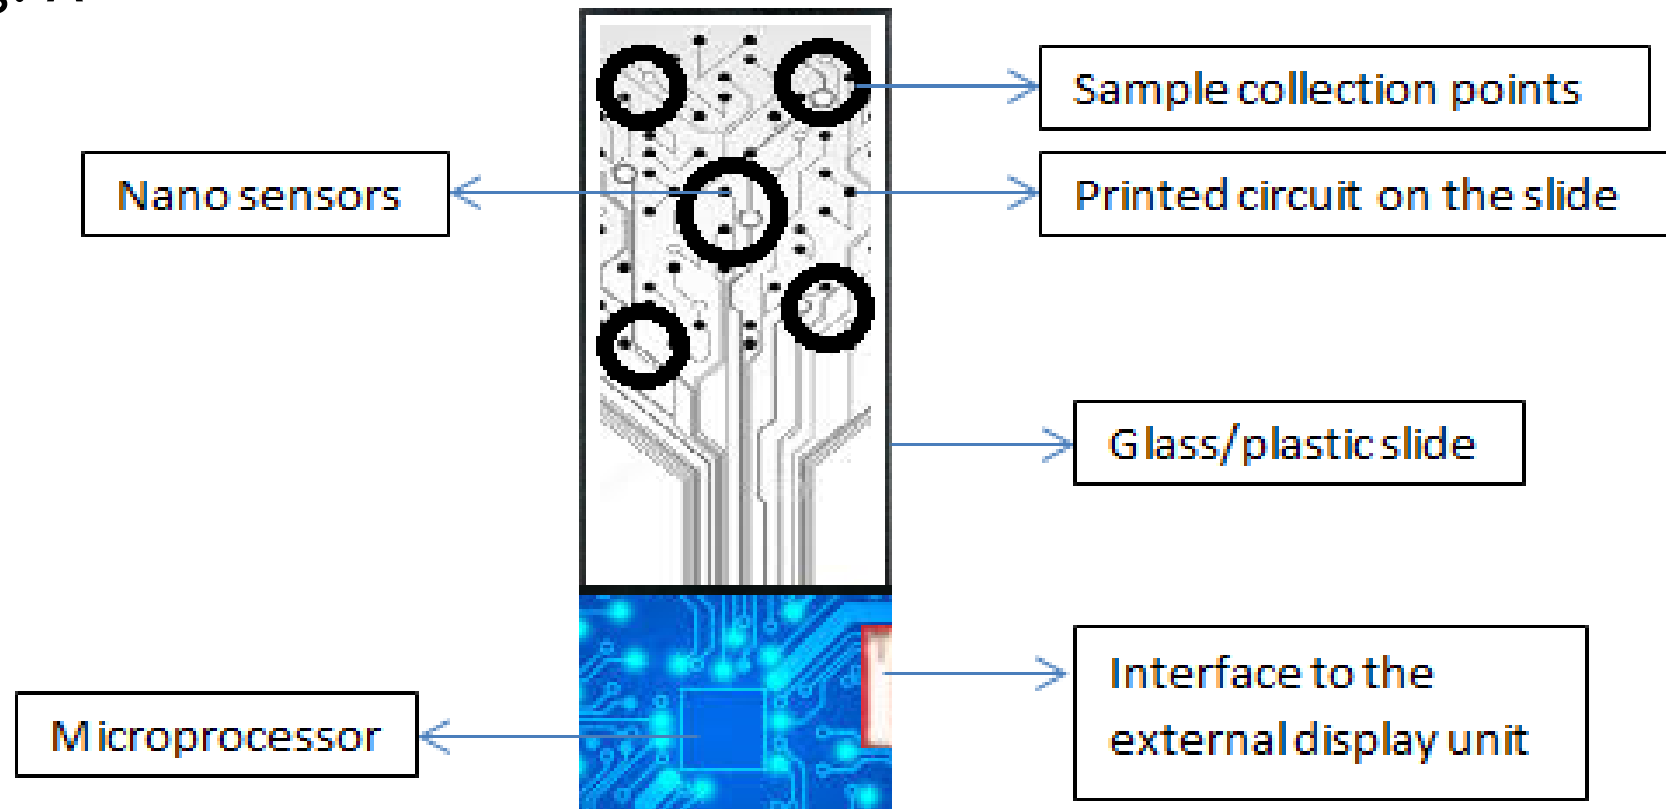 Sample collection points
Nano sensors
Printed circuit on the slide
Glass/plastic slide
Interface to the
external display unit
Microprocessor